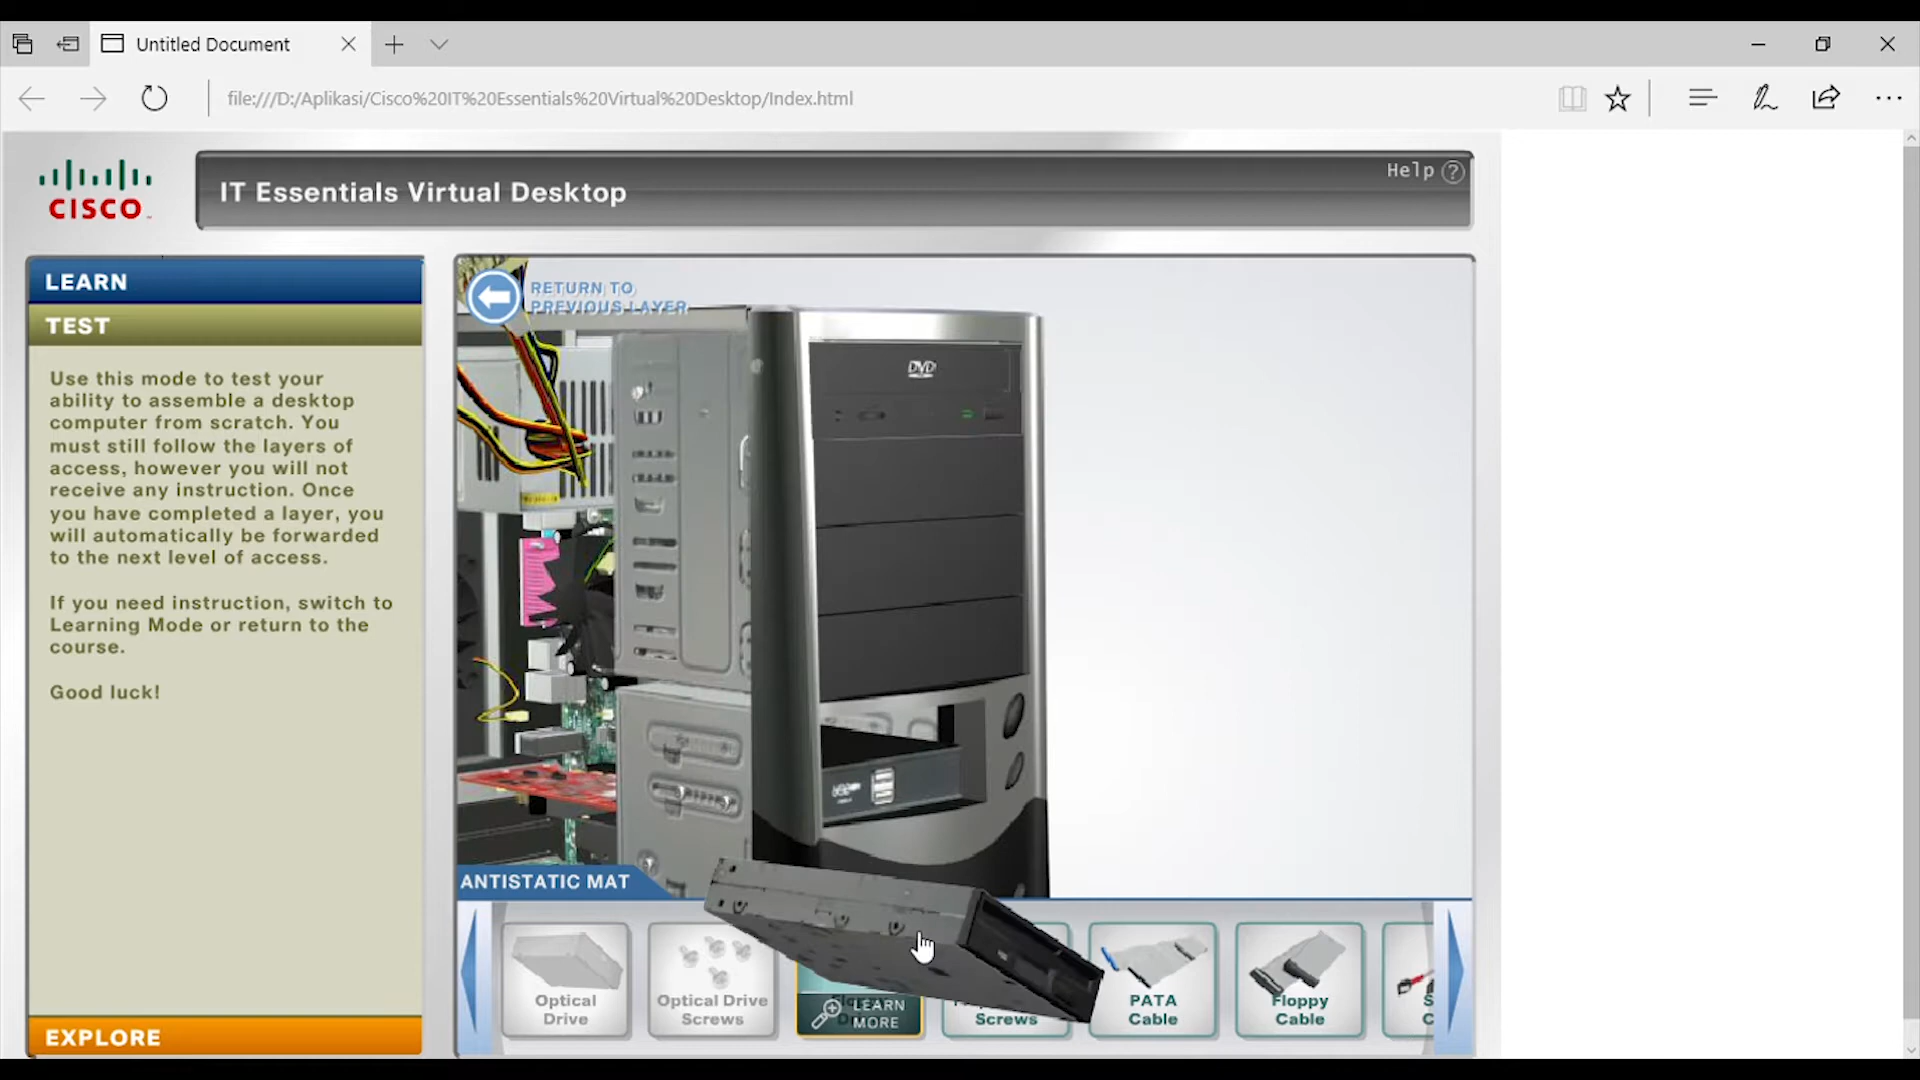 Untitled Document
file:///D:/Aplikasi/Cisco%20IT%20Essentials%20Virtual%20Desktop/Index.html
CISCO
IT Essentials Virtual Desktop
Help ?
LEARN
TEST
Use this mode to test your
ability to assemble a desktop
computer from scratch. You
must still follow the layers of
access, however you will not
receive any instruction. Once
you have completed a layer, you
will automatically be forwarded
to the next level of access.
If you need instruction, switch to
Learning Mode or return to the
course.
Good luck!
EXPLORE
RETURN TO
PREVIOUS LAYER
DVD
ANTISTATIC MAT
Optical
Drive
Optical Drive
Screws
LEARN
MORE
Screws
PATA
Cable
Floppy
Cable